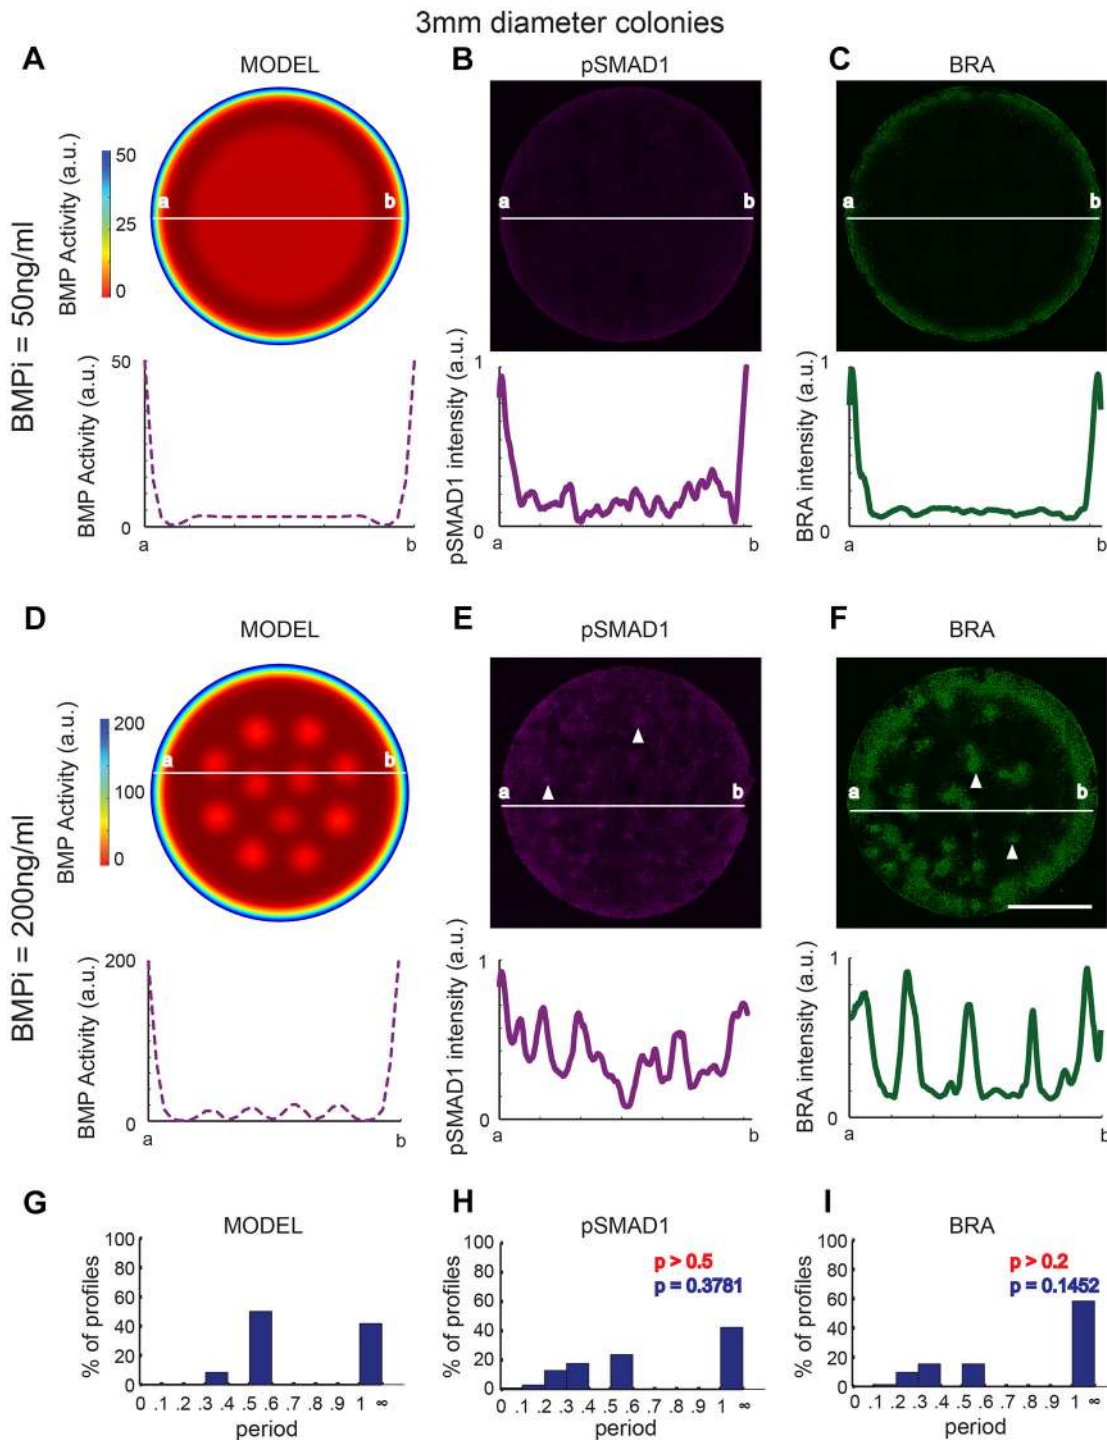 3mm diameter colonies
A
B
C
MODEL
pSMAD1
BRA
BMPi = 50ng/ml
BMP Activity (a.u.)
50
25
0
a
b
a
b
a
b
BMP Activity (a.u.)
50
0
a
b
pSMAD1 intensity (a.u.)
1
0
a
b
BRA intensity (a.u.)
1
0
a
b
D
E
F
MODEL
pSMAD1
BRA
BMPi = 200ng/ml
BMP Activity (a.u.)
200
100
0
a
b
a
b
a
b
BMP Activity (a.u.)
200
0
a
b
pSMAD1 intensity (a.u.)
1
0
a
b
BRA intensity (a.u.)
1
0
a
b
G
MODEL
% of profiles
100
80
60
40
20
0
0 .1 .2 .3 .4 .5 .6 .7 .8 .9 1 ∞
period
H
pSMAD1
p > 0.5
p = 0.3781
% of profiles
100
80
60
40
20
0
0 .1 .2 .3 .4 .5 .6 .7 .8 .9 1 ∞
period
I
BRA
p > 0.2
p = 0.1452
% of profiles
100
80
60
40
20
0
0 .1 .2 .3 .4 .5 .6 .7 .8 .9 1 ∞
period